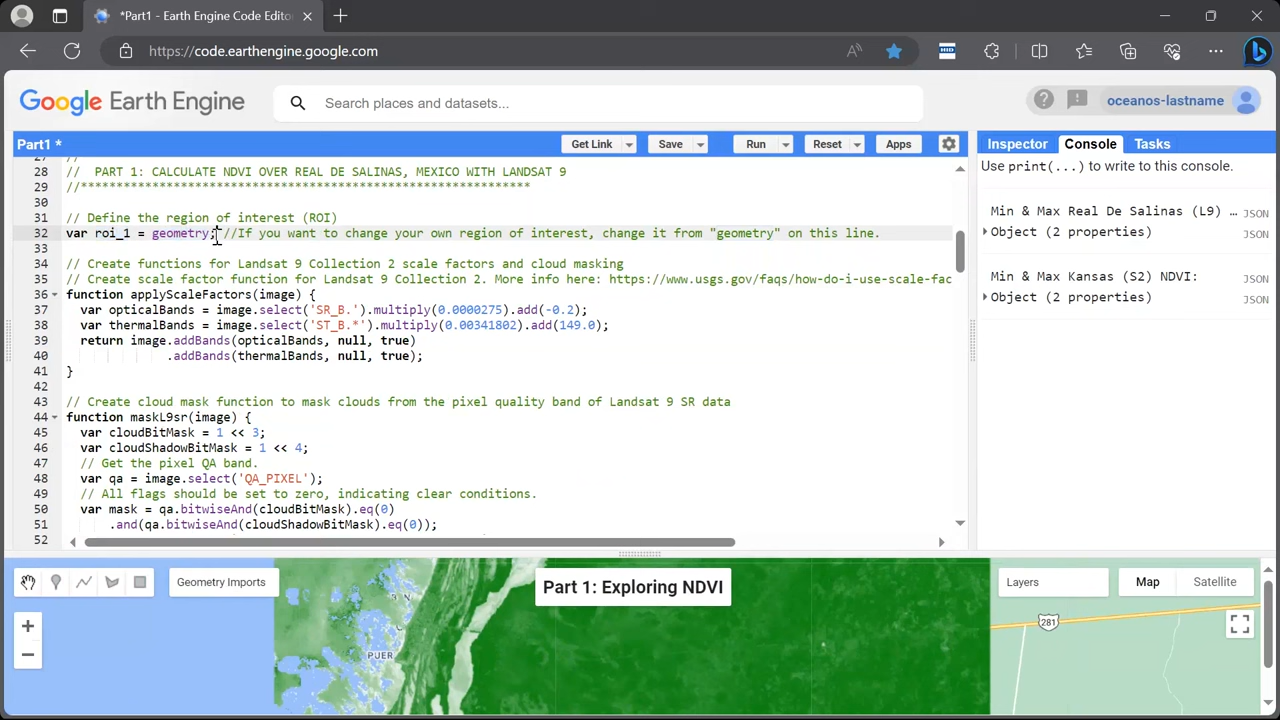 *Part1 - Earth Engine Code Editor
https://code.earthengine.google.com
Google Earth Engine
Search places and datasets...
oceanos-lastname
Part1 *
Get Link
Save
Run
Reset
Apps
Inspector
Console
Tasks
28 // PART 1: CALCULATE NDVI OVER REAL DE SALINAS, MEXICO WITH LANDSAT 9
29 //****************************************************************
30
31 // Define the region of interest (ROI)
32 var roi_1 = geometry; //If you want to change your own region of interest, change it from "geometry" on this line.
33
34 // Create functions for Landsat 9 Collection 2 scale factors and cloud masking
35 // Create scale factor function for Landsat 9 Collection 2. More info here: https://www.usgs.gov/faqs/how-do-i-use-scale-fac
36 function applyScaleFactors(image) {
37 var opticalBands = image.select('SR_B.').multiply(0.0000275).add(-0.2);
38 var thermalBands = image.select('ST_B.*').multiply(0.00341802).add(149.0);
39 return image.addBands(opticalBands, null, true)
40 .addBands(thermalBands, null, true);
41 }
42
43 // Create cloud mask function to mask clouds from the pixel quality band of Landsat 9 SR data
44 function maskL9sr(image) {
45 var cloudBitMask = 1 << 3;
46 var cloudShadowBitMask = 1 << 4;
47 // Get the pixel QA band.
48 var qa = image.select('QA_PIXEL');
49 // All flags should be set to zero, indicating clear conditions.
50 var mask = qa.bitwiseAnd(cloudBitMask).eq(0)
51 .and(qa.bitwiseAnd(cloudShadowBitMask).eq(0));
52
Use print(...) to write to this console.
Min & Max Real De Salinas (L9) … JSON
Object (2 properties) JSON
Min & Max Kansas (S2) NDVI: JSON
Object (2 properties) JSON
Geometry Imports
Part 1: Exploring NDVI
Layers
Map
Satellite
281
PUER